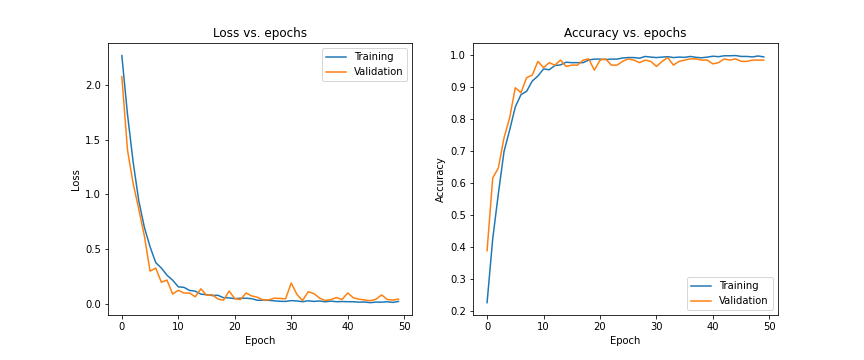 Loss vs. epochs
Training
Validation
2.0
1.5
1.0
0.5
0.0
Loss
0
10
20
30
40
50
Epoch
Accuracy vs. epochs
1.0
0.9
0.8
0.7
0.6
0.5
0.4
0.3
0.2
Accuracy
Training
Validation
0
10
20
30
40
50
Epoch